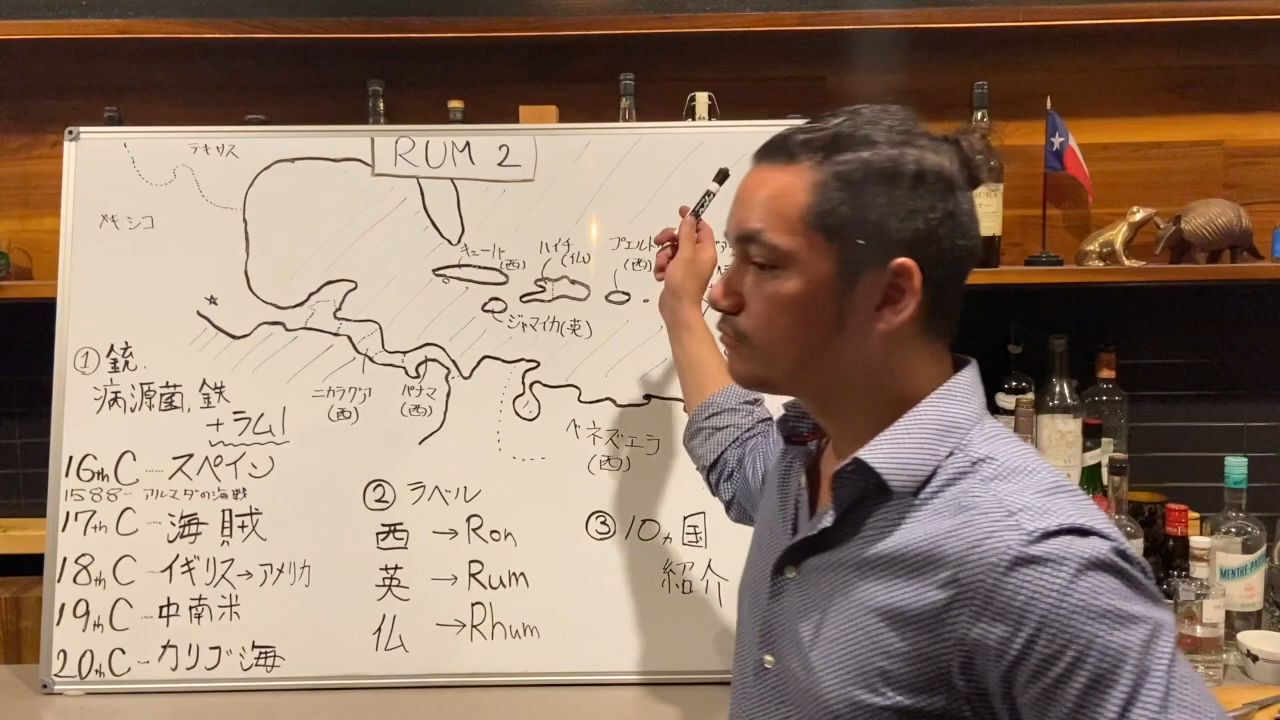 RUM 2
テキサス
メキシコ
キューバ
(西)
ハイチ
(仏)
プエルト
(西)
ジャマイカ(英)
ニカラグア
(西)
パナマ
(西)
ベネズエラ
(西)
① 銃.
病源菌、鉄
+ラム!
16thC…スペイン
1588…アルマダの海戦
17thC…海賊
18thC…イギリス→アメリカ
19thC…中南米
20thC…カリブ海
② ラベル
西 →Ron
英 →Rum
仏 →Rhum
③ 10ヵ国
紹介
MENTHE-PAS